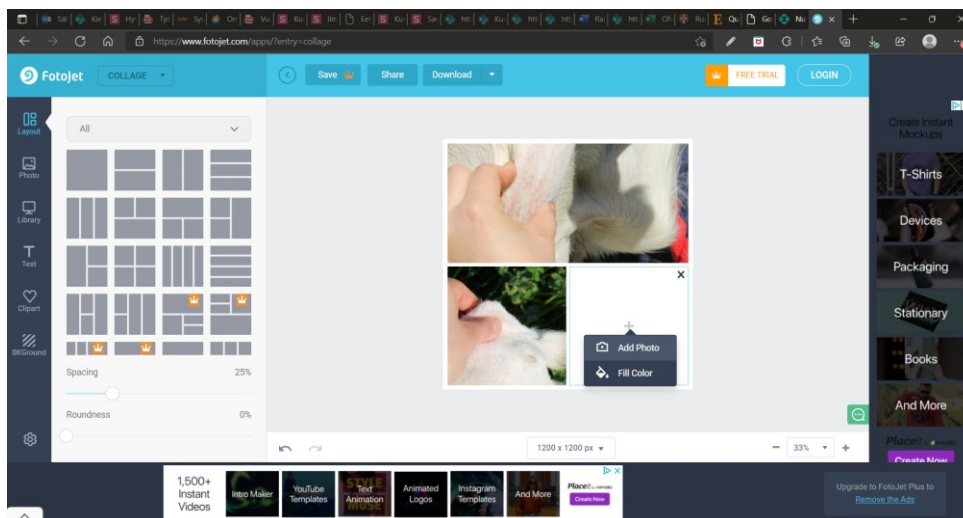 https://www.fotojet.com/apps/?entry=collage
FotoJet
COLLAGE
Save
Share
Download
FREE TRIAL
LOGIN
Layout
Photo
Library
Text
Clipart
BKGround
All
Spacing
25%
Roundness
0%
Add Photo
Fill Color
1200 x 1200 px
33%
Create Instant
Mockups
T-Shirts
Devices
Packaging
Stationary
Books
And More
Placeit
Create Now
1,500+
Instant
Videos
Intro Maker
YouTube
Templates
Text
Animation
Animated
Logos
Instagram
Templates
And More
Placeit
Create Now
Upgrade to FotoJet Plus to
Remove the Ads